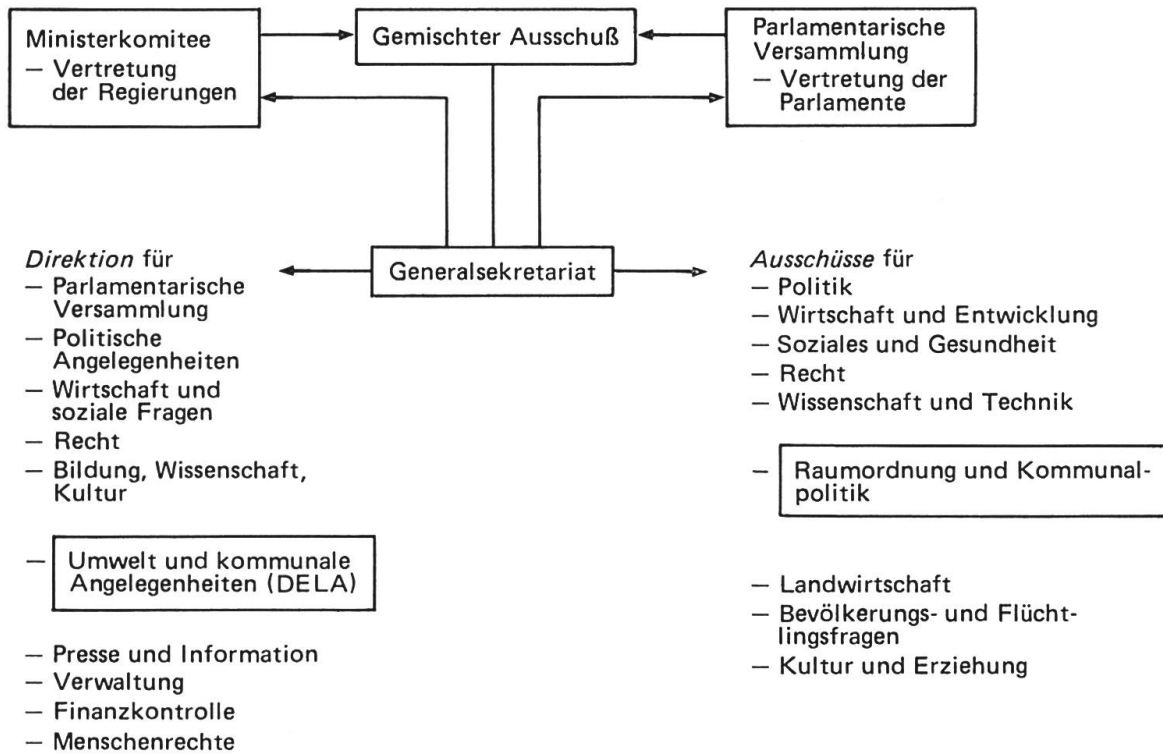 Ministerkomitee
— Vertretung
der Regierungen
Gemischter Ausschuß
Parlamentarische
Versammlung
— Vertretung der
Parlamente
Generalsekretariat
Direktion für
— Parlamentarische
Versammlung
— Politische
Angelegenheiten
— Wirtschaft und
soziale Fragen
— Recht
— Bildung, Wissenschaft,
Kultur
— Umwelt und kommunale
Angelegenheiten (DELA)
— Presse und Information
— Verwaltung
— Finanzkontrolle
— Menschenrechte
Ausschüsse für
— Politik
— Wirtschaft und Entwicklung
— Soziales und Gesundheit
— Recht
— Wissenschaft und Technik
— Raumordnung und Kommunal-
politik
— Landwirtschaft
— Bevölkerungs- und Flücht-
lingsfragen
— Kultur und Erziehung